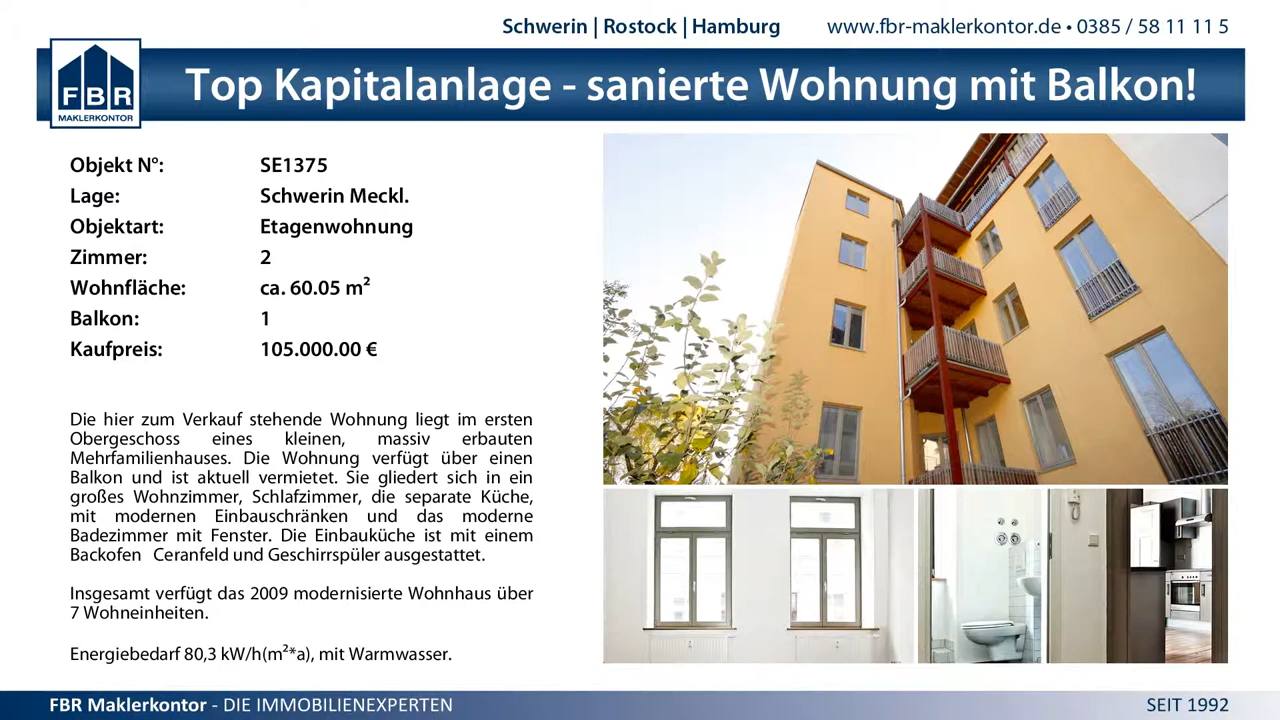 Schwerin | Rostock | Hamburg www.fbr-maklerkontor.de • 0385 / 58 11 11 5
FBR
MAKLERKONTOR
Top Kapitalanlage - sanierte Wohnung mit Balkon!
Objekt N°: SE1375
Lage: Schwerin Meckl.
Objektart: Etagenwohnung
Zimmer: 2
Wohnfläche: ca. 60.05 m²
Balkon: 1
Kaufpreis: 105.000.00 €
Die hier zum Verkauf stehende Wohnung liegt im ersten
Obergeschoss eines kleinen, massiv erbauten
Mehrfamilienhauses. Die Wohnung verfügt über einen
Balkon und ist aktuell vermietet. Sie gliedert sich in ein
großes Wohnzimmer, Schlafzimmer, die separate Küche,
mit modernen Einbauschränken und das moderne
Badezimmer mit Fenster. Die Einbauküche ist mit einem
Backofen Ceranfeld und Geschirrspüler ausgestattet.
Insgesamt verfügt das 2009 modernisierte Wohnhaus über
7 Wohneinheiten.
Energiebedarf 80,3 kW/h(m²*a), mit Warmwasser.
FBR Maklerkontor - DIE IMMOBILIENEXPERTEN SEIT 1992